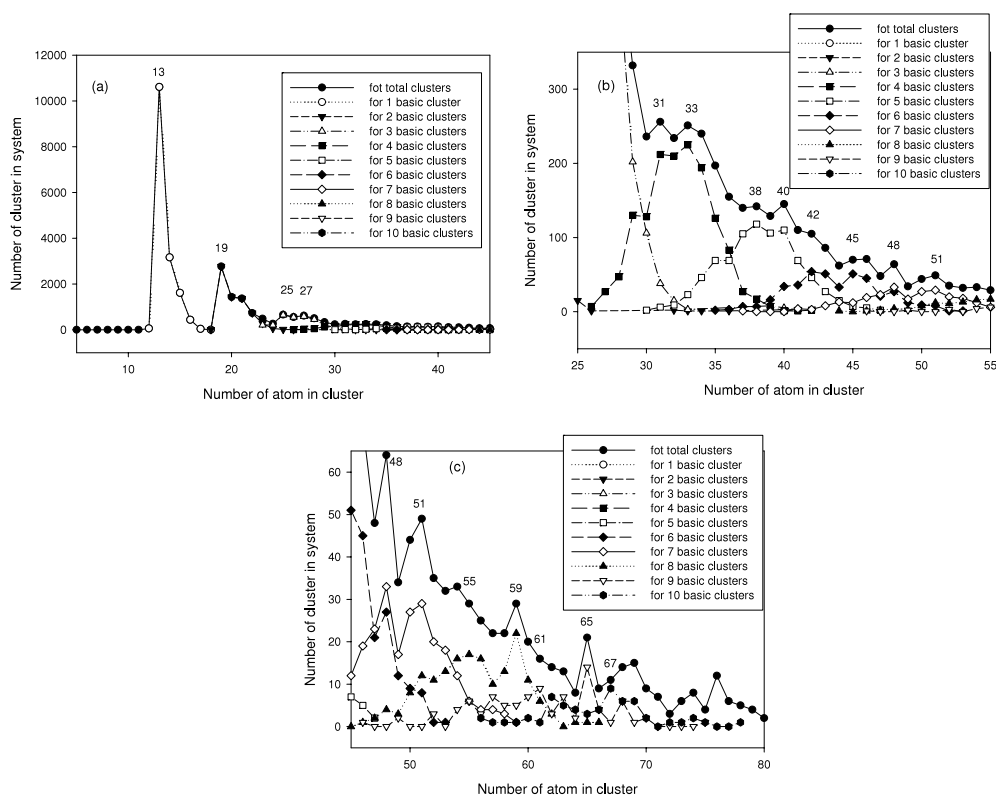 (a)
12000
10000
8000
6000
4000
2000
0
Number of cluster in system
10
20
30
40
Number of atom in cluster
13
19
25
27
fot total clusters
for 1 basic cluster
for 2 basic clusters
for 3 basic clusters
for 4 basic clusters
for 5 basic clusters
for 6 basic clusters
for 7 basic clusters
for 8 basic clusters
for 9 basic clusters
for 10 basic clusters
(b)
300
200
100
0
Number of cluster in system
25
30
35
40
45
50
55
Number of atom in cluster
31
33
38
40
42
45
48
51
fot total clusters
for 1 basic cluster
for 2 basic clusters
for 3 basic clusters
for 4 basic clusters
for 5 basic clusters
for 6 basic clusters
for 7 basic clusters
for 8 basic clusters
for 9 basic clusters
for 10 basic clusters
(c)
60
50
40
30
20
10
0
Number of cluster in system
50
60
70
80
Number of atom in cluster
48
51
55
59
61
65
67
fot total clusters
for 1 basic cluster
for 2 basic clusters
for 3 basic clusters
for 4 basic clusters
for 5 basic clusters
for 6 basic clusters
for 7 basic clusters
for 8 basic clusters
for 9 basic clusters
for 10 basic clusters